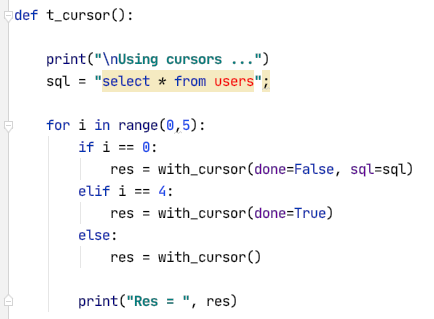 def t_cursor():
    print("\nUsing cursors ...")
    sql = "select * from users";
    for i in range(0,5):
        if i == 0:
            res = with_cursor(done=False, sql=sql)
        elif i == 4:
            res = with_cursor(done=True)
        else:
            res = with_cursor()
        print("Res = ", res)